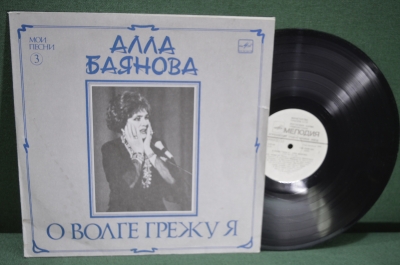 МОИ
ПЕСНИ
3
АЛЛА
БАЯНОВА
О ВОЛГЕ ГРЕЖУ Я
МЕЛОДИЯ